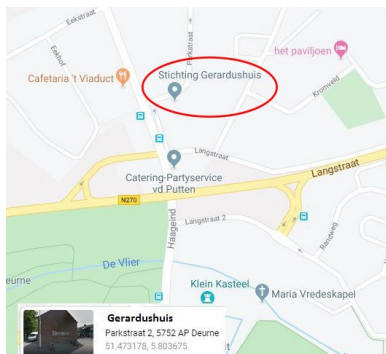 Eekstraat
Parkstraat
Eekhof
het paviljoen
Stichting Gerardushuis
Cafetaria 't Viaduct
Kromveld
Langstraat
Catering-Partyservice
vd Putten
Langstraat
N270
Haageind
Langstraat 2
Randweg
De Vlier
eurne
Klein Kasteel
Maria Vredeskapel
Gerardushuis
Parkstraat 2, 5752 AP Deurne
51.473178, 5.803675